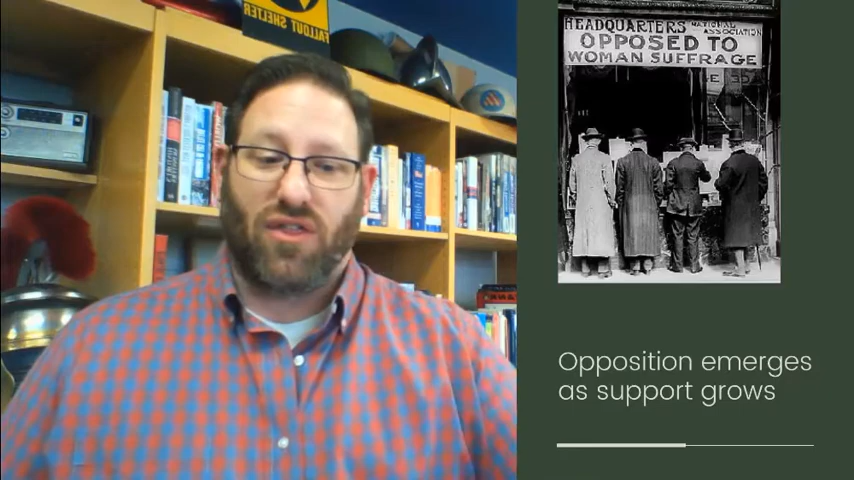 FALLOUT SHELTER
HEADQUARTERS NATIONAL ASSOCIATION
OPPOSED TO
WOMAN SUFFRAGE
Opposition emerges
as support grows